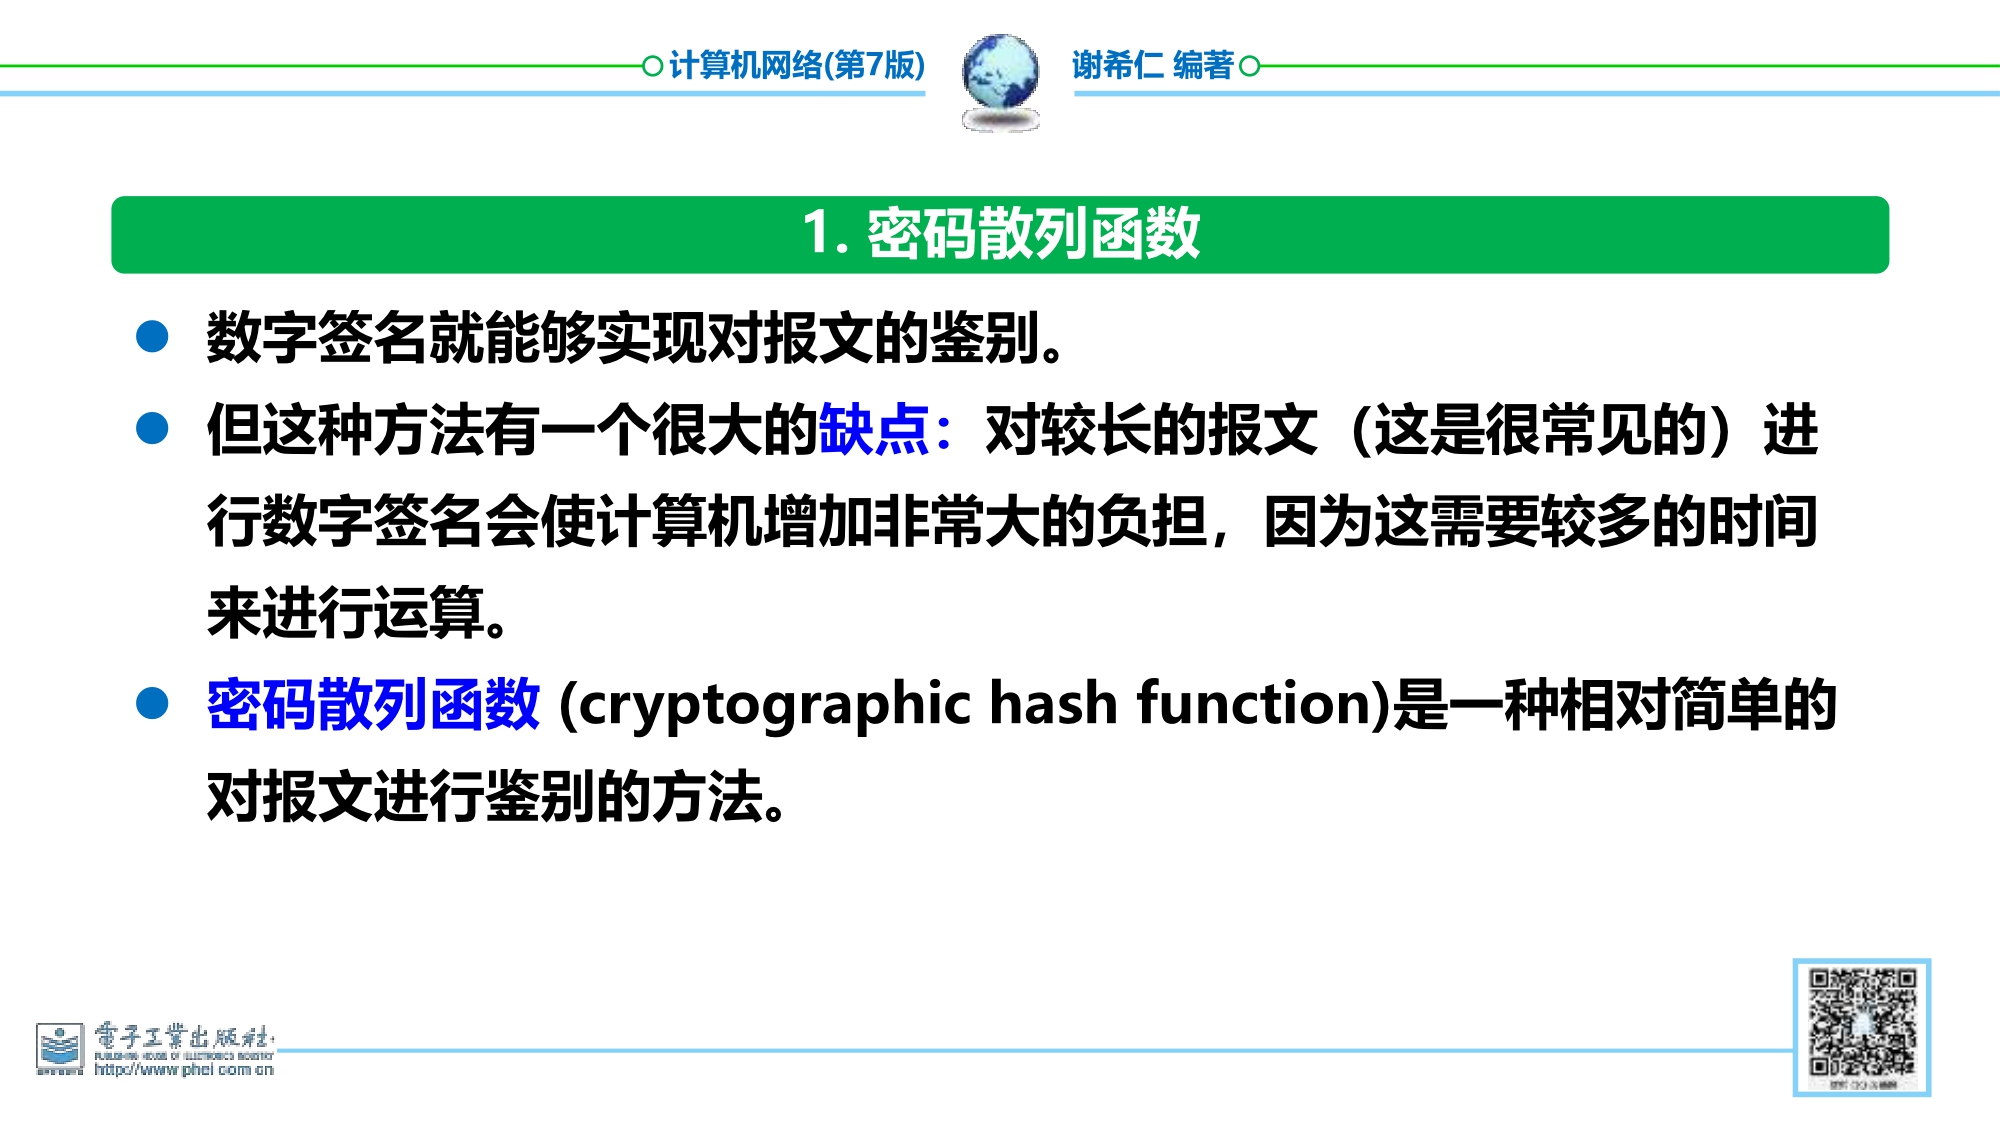 计算机网络(第7版)
谢希仁 编著
1. 密码散列函数
数字签名就能够实现对报文的鉴别。
但这种方法有一个很大的缺点：对较长的报文（这是很常见的）进
行数字签名会使计算机增加非常大的负担，因为这需要较多的时间
来进行运算。
密码散列函数 (cryptographic hash function)是一种相对简单的
对报文进行鉴别的方法。
電子工業出版社
PUBLISHING HOUSE OF ELECTRONICS INDUSTRY
http://www.phei.com.cn